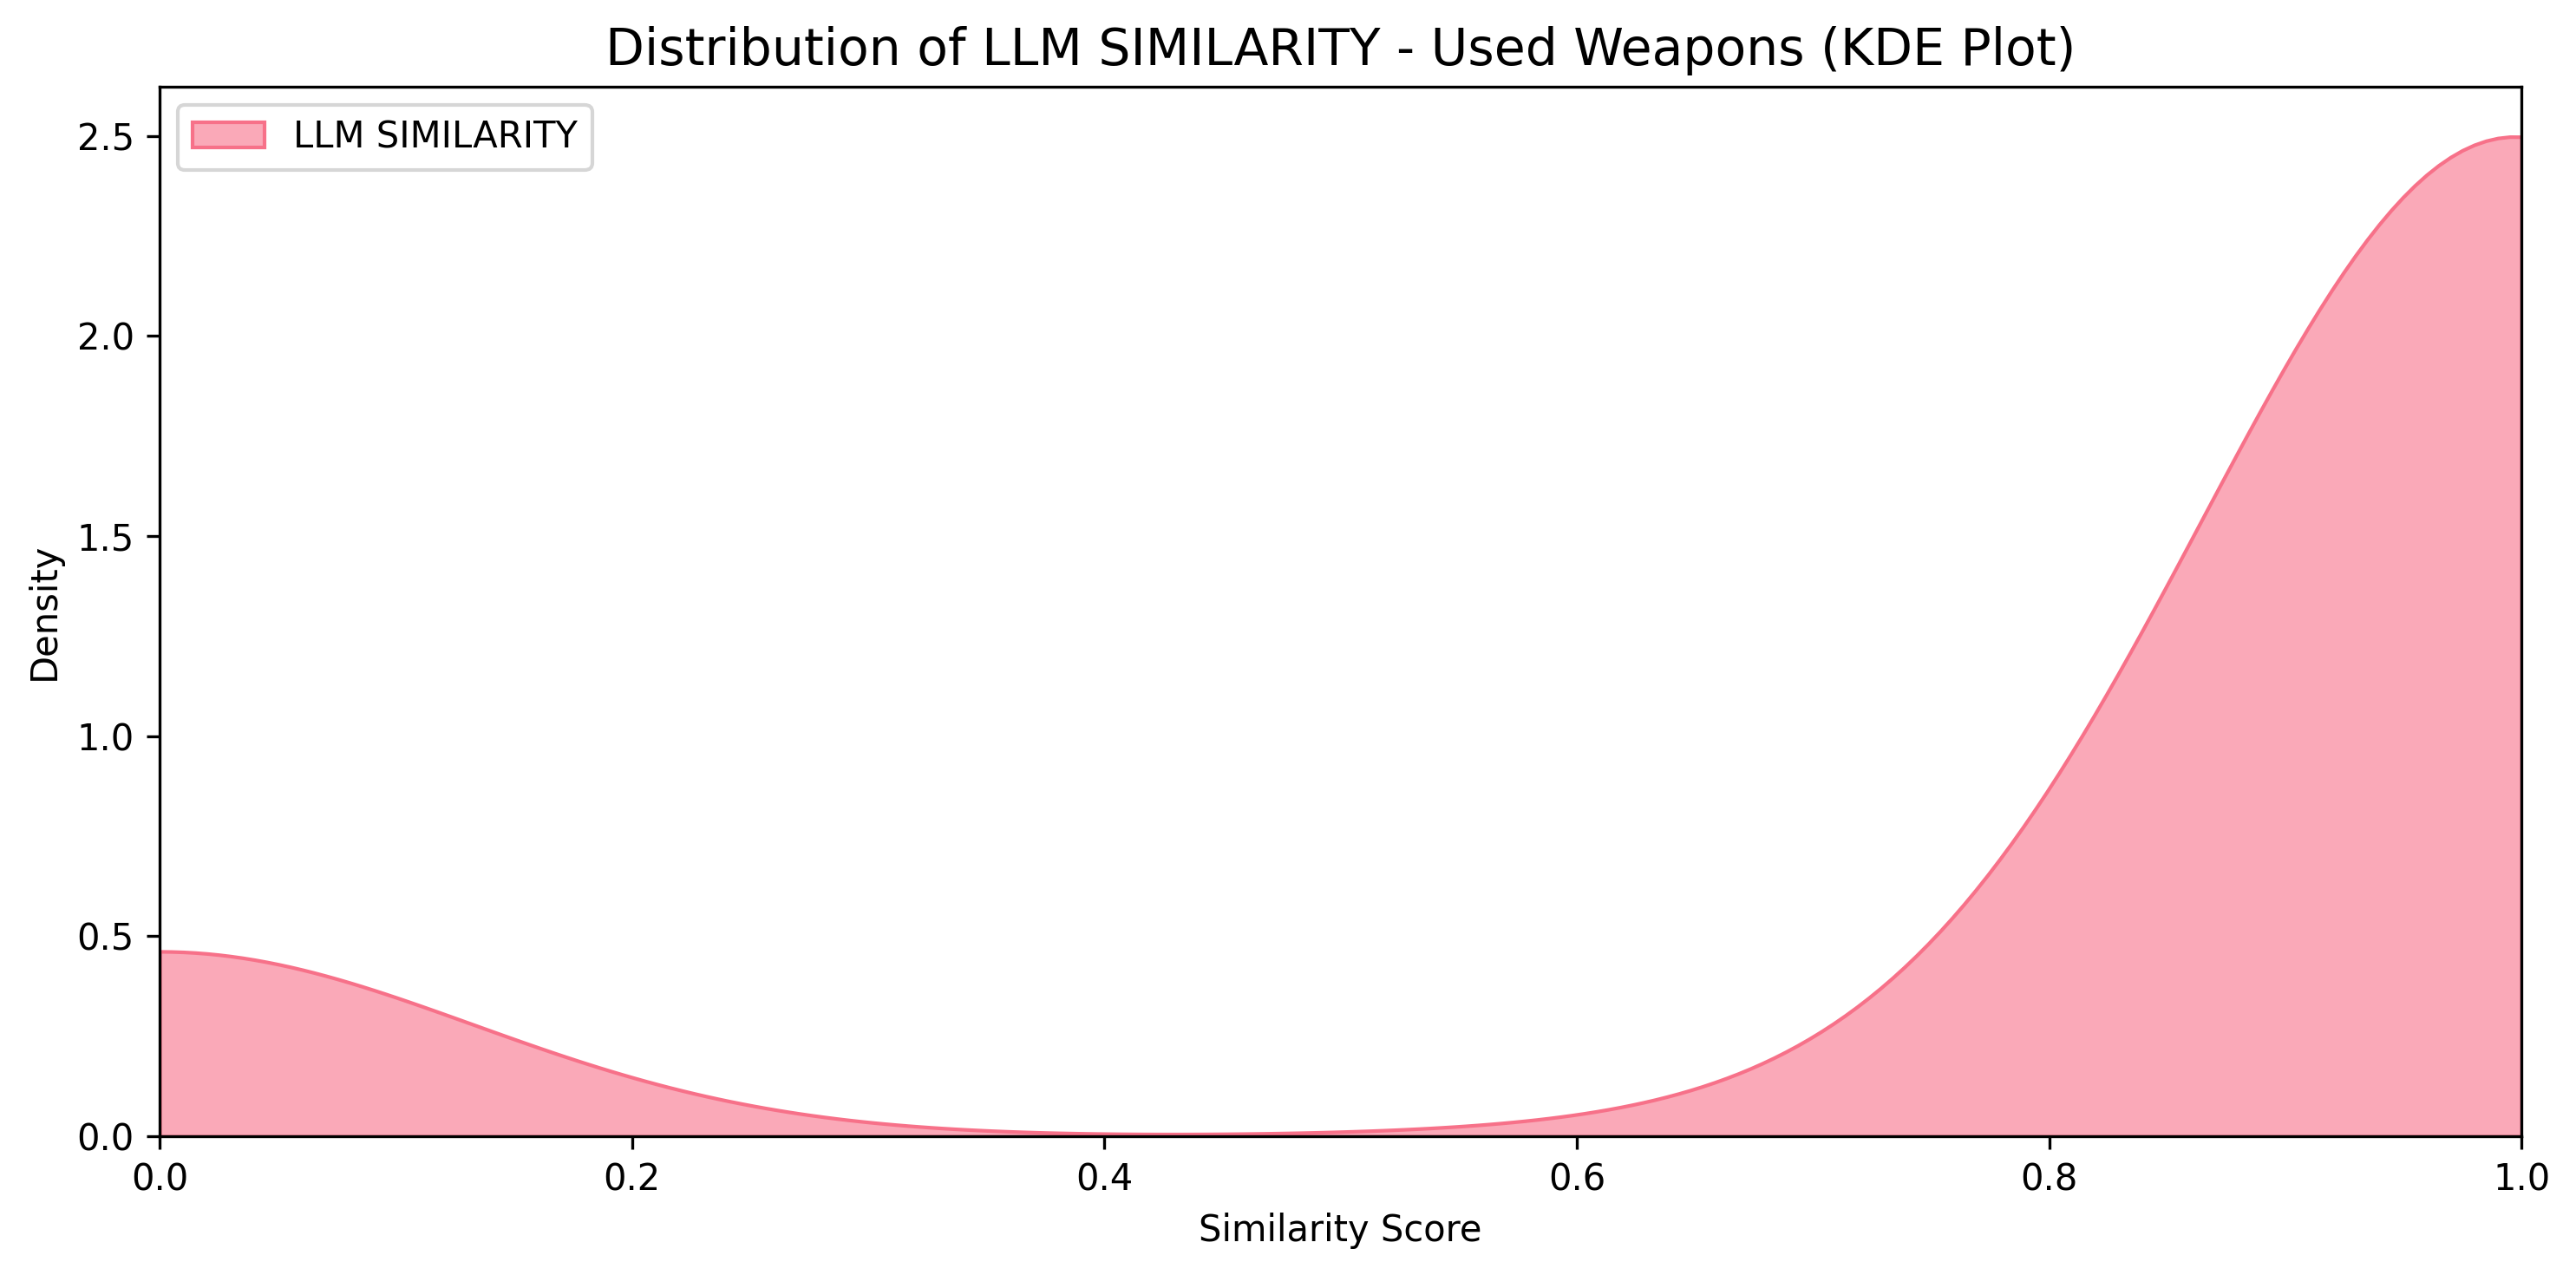 Distribution of LLM SIMILARITY - Used Weapons (KDE Plot)
LLM SIMILARITY
2.5
2.0
1.5
1.0
0.5
0.0
Density
0.0 0.2 0.4 0.6 0.8 1.0
Similarity Score